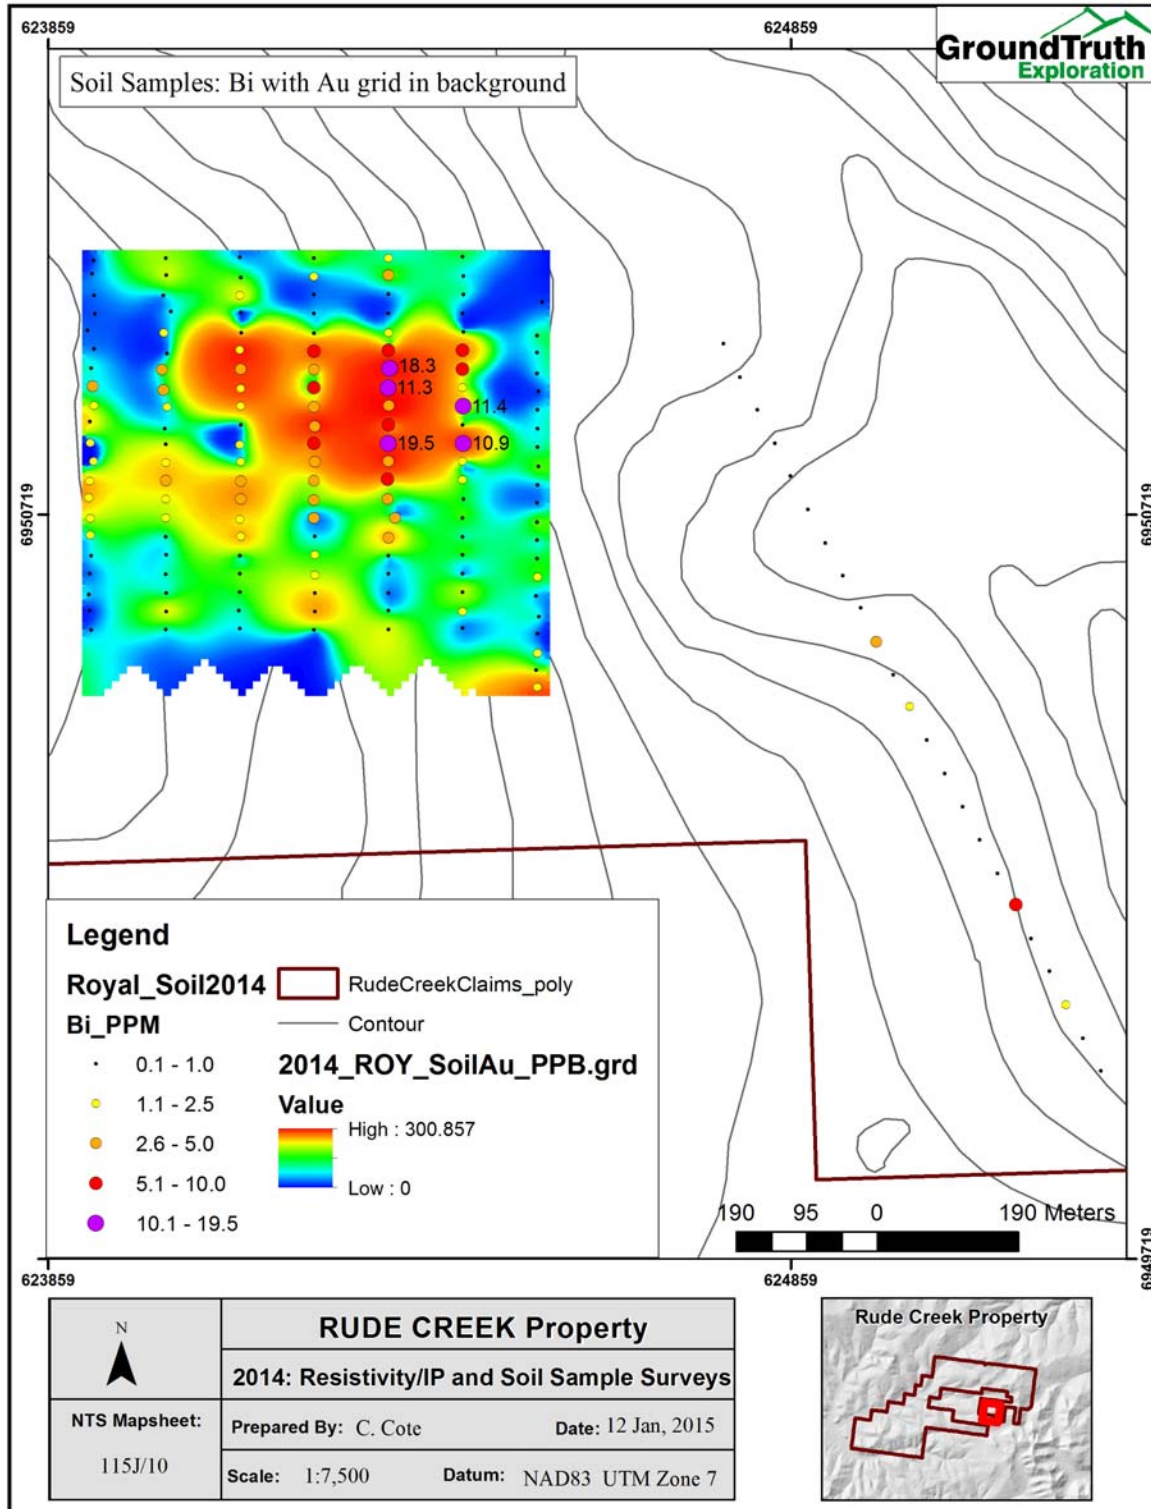 623859
624859
GroundTruth
Exploration
Soil Samples: Bi with Au grid in background
18.3
11.3
11.4
19.5
10.9
6950719
6950719
Legend
Royal_Soil2014
RudeCreekClaims_poly
Bi_PPM
Contour
0.1 - 1.0
2014_ROY_SoilAu_PPB.grd
1.1 - 2.5
Value
High : 300.857
2.6 - 5.0
5.1 - 10.0
Low : 0
10.1 - 19.5
190 95 0 190 Meters
6949719
623859
624859
N
RUDE CREEK Property
2014: Resistivity/IP and Soil Sample Surveys
NTS Mapsheet:
115J/10
Prepared By: C. Cote
Date: 12 Jan, 2015
Scale: 1:7,500
Datum: NAD83 UTM Zone 7
Rude Creek Property